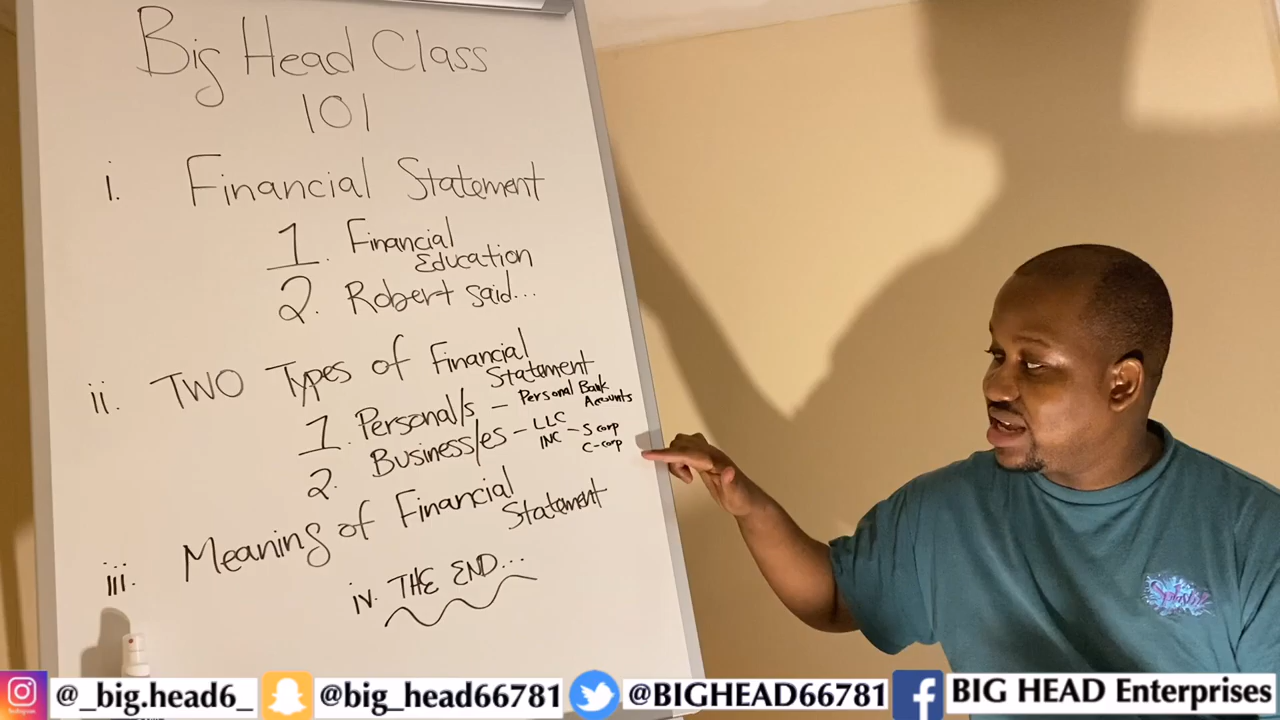 Big Head Class
101
i. Financial Statement
1. Financial
Education
2. Robert said...
ii. TWO Types of Financial
Statement
1. Personal/s - Personal Bank
Accounts
2. Business/es - LLC
INC - S corp
C-corp
iii. Meaning of Financial
Statement
iv. THE END...
Splash
@_big.head6_ @big_head66781 @BIGHEAD66781 BIG HEAD Enterprises